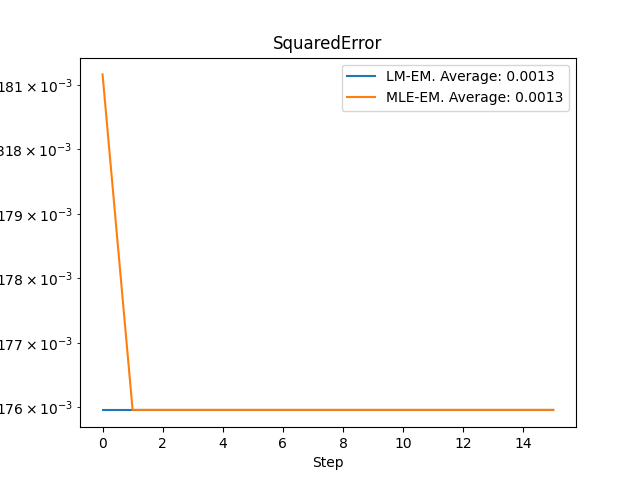 SquaredError
LM-EM. Average: 0.0013
MLE-EM. Average: 0.0013
181 × 10⁻³
318 × 10⁻³
179 × 10⁻³
178 × 10⁻³
177 × 10⁻³
176 × 10⁻³
0 2 4 6 8 10 12 14
Step